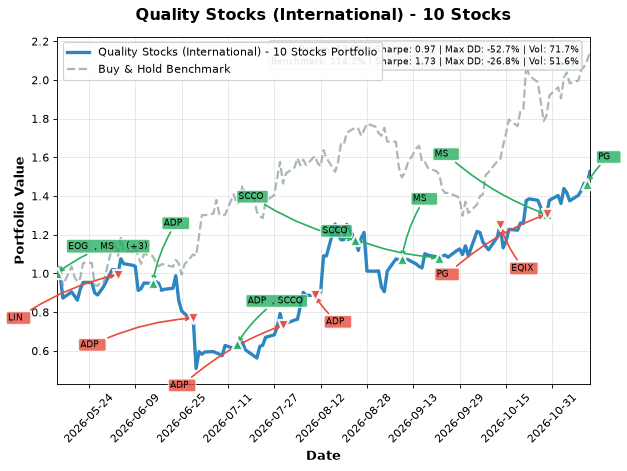 Quality Stocks (International) - 10 Stocks
Quality Stocks (International) - 10 Stocks Portfolio
Buy & Hold Benchmark
Sharpe: 0.97 | Max DD: -52.7% | Vol: 71.7%
Benchmark: 114.2% | Sharpe: 1.73 | Max DD: -26.8% | Vol: 51.6%
Portfolio Value
2.2
2.0
1.8
1.6
1.4
1.2
1.0
0.8
0.6
EOG , MS (+3)
ADP
SCCO
SCCO
MS
MS
PG
ADP , SCCO
LIN
ADP
ADP
ADP
PG
EQIX
2026-05-24
2026-06-09
2026-06-25
2026-07-11
2026-07-27
2026-08-12
2026-08-28
2026-09-13
2026-09-29
2026-10-15
2026-10-31
Date